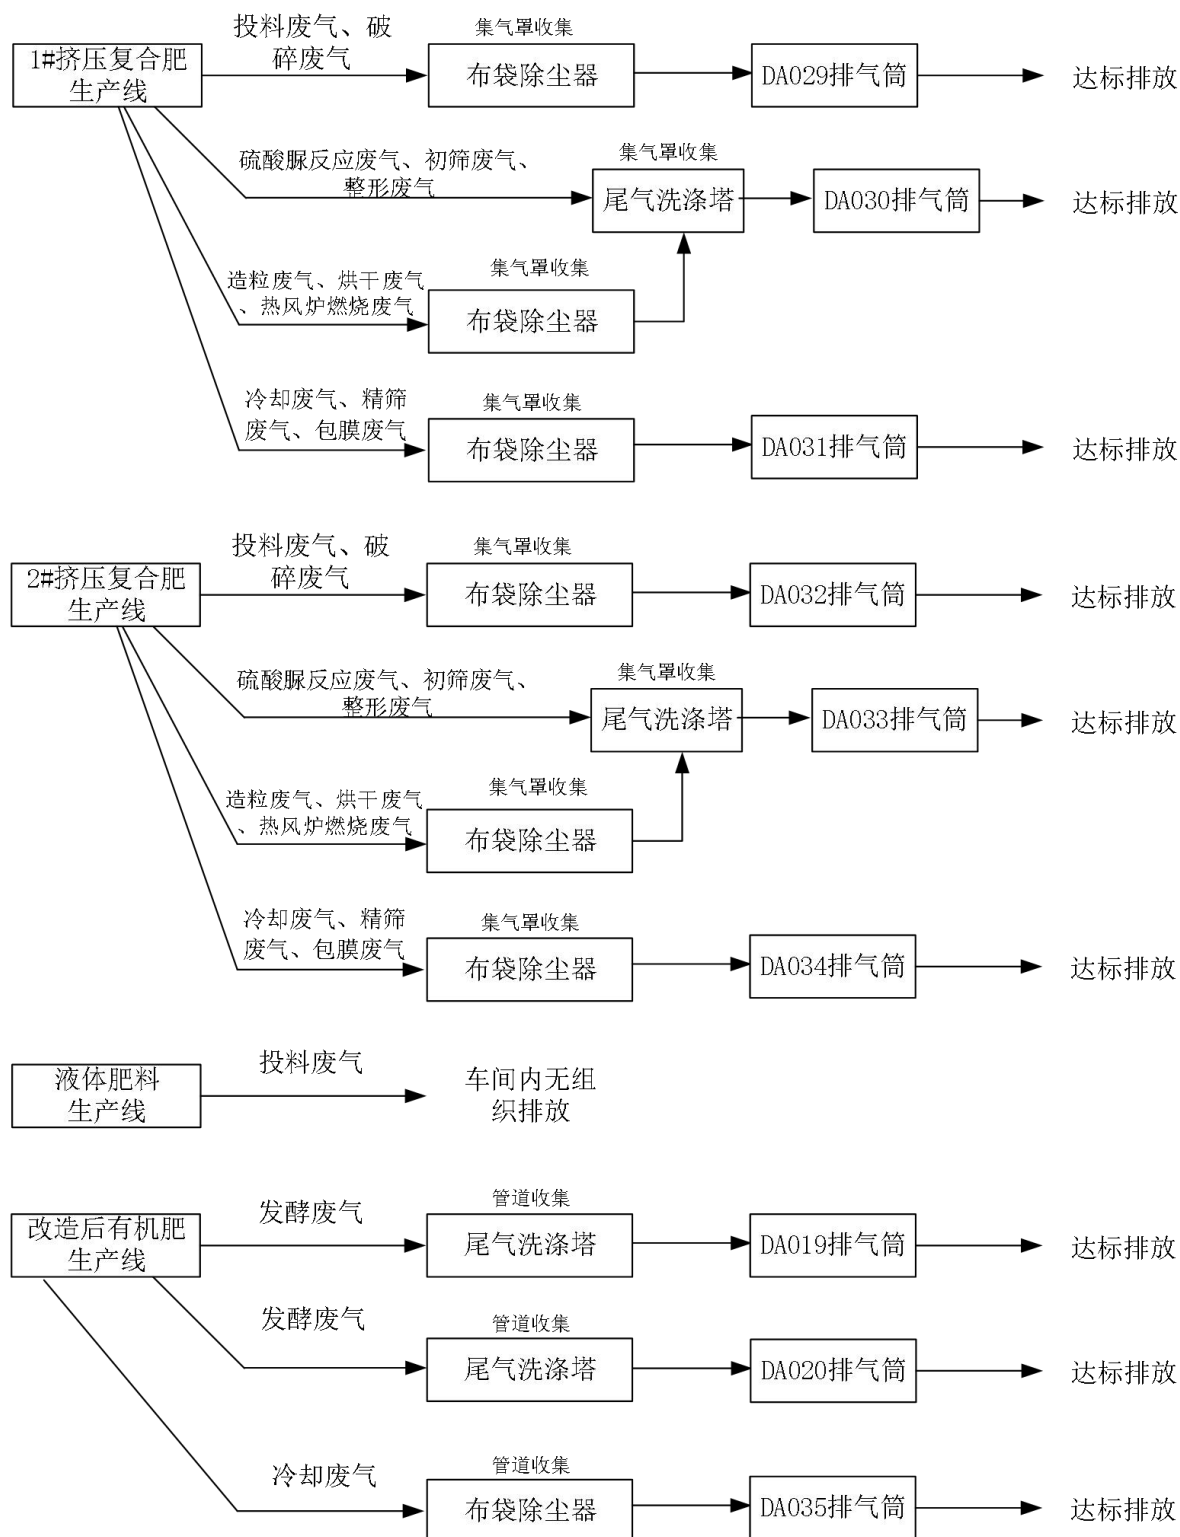 投料废气、破
碎废气
集气罩收集
1#挤压复合肥
生产线
布袋除尘器
DA029排气筒
达标排放
硫酸脲反应废气、初筛废气、
整形废气
集气罩收集
尾气洗涤塔
DA030排气筒
达标排放
造粒废气、烘干废气
、热风炉燃烧废气
集气罩收集
布袋除尘器
冷却废气、精筛
废气、包膜废气
集气罩收集
布袋除尘器
DA031排气筒
达标排放
投料废气、破
碎废气
集气罩收集
2#挤压复合肥
生产线
布袋除尘器
DA032排气筒
达标排放
硫酸脲反应废气、初筛废气、
整形废气
集气罩收集
尾气洗涤塔
DA033排气筒
达标排放
造粒废气、烘干废气
、热风炉燃烧废气
集气罩收集
布袋除尘器
冷却废气、精筛
废气、包膜废气
集气罩收集
布袋除尘器
DA034排气筒
达标排放
液体肥料
生产线
投料废气
车间内无组
织排放
改造后有机肥
生产线
发酵废气
管道收集
尾气洗涤塔
DA019排气筒
达标排放
发酵废气
管道收集
尾气洗涤塔
DA020排气筒
达标排放
冷却废气
管道收集
布袋除尘器
DA035排气筒
达标排放